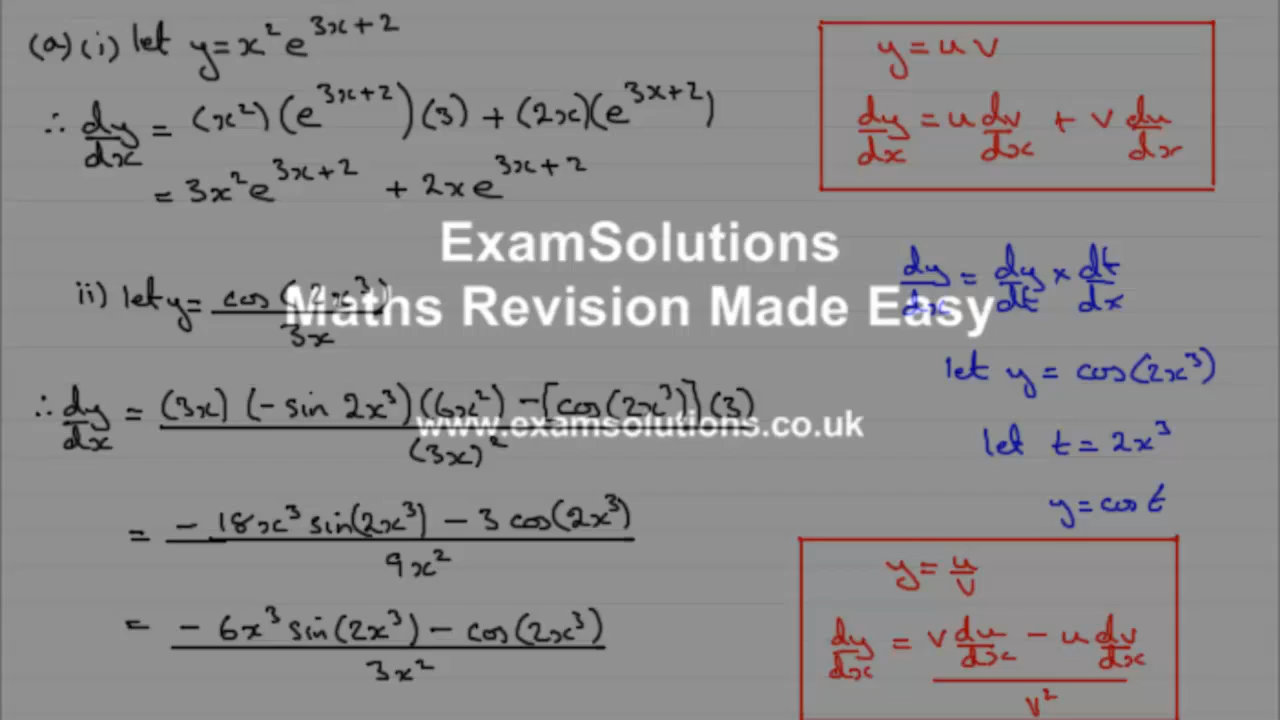 (a) (i) let y = x² e^(3x+2)
∴ dy/dx = (x²)(e^(3x+2))(3) + (2x)(e^(3x+2))
= 3x² e^(3x+2) + 2x e^(3x+2)
ii) let y = cos(2x³)/3x
∴ dy/dx = (3x)(-sin 2x³)(6x²) - [cos(2x³)](3) / (3x)²
= - 18x³ sin(2x³) - 3 cos(2x³) / 9x²
= - 6x³ sin(2x³) - cos(2x³) / 3x²
y = u v
dy/dx = u dv/dx + v du/dx
dy/dx = dy/dt × dt/dx
let y = cos(2x³)
let t = 2x³
y = cos t
y = u/v
dy/dx = v du/dx - u dv/dx / v²
ExamSolutions
Maths Revision Made Easy
www.examsolutions.co.uk